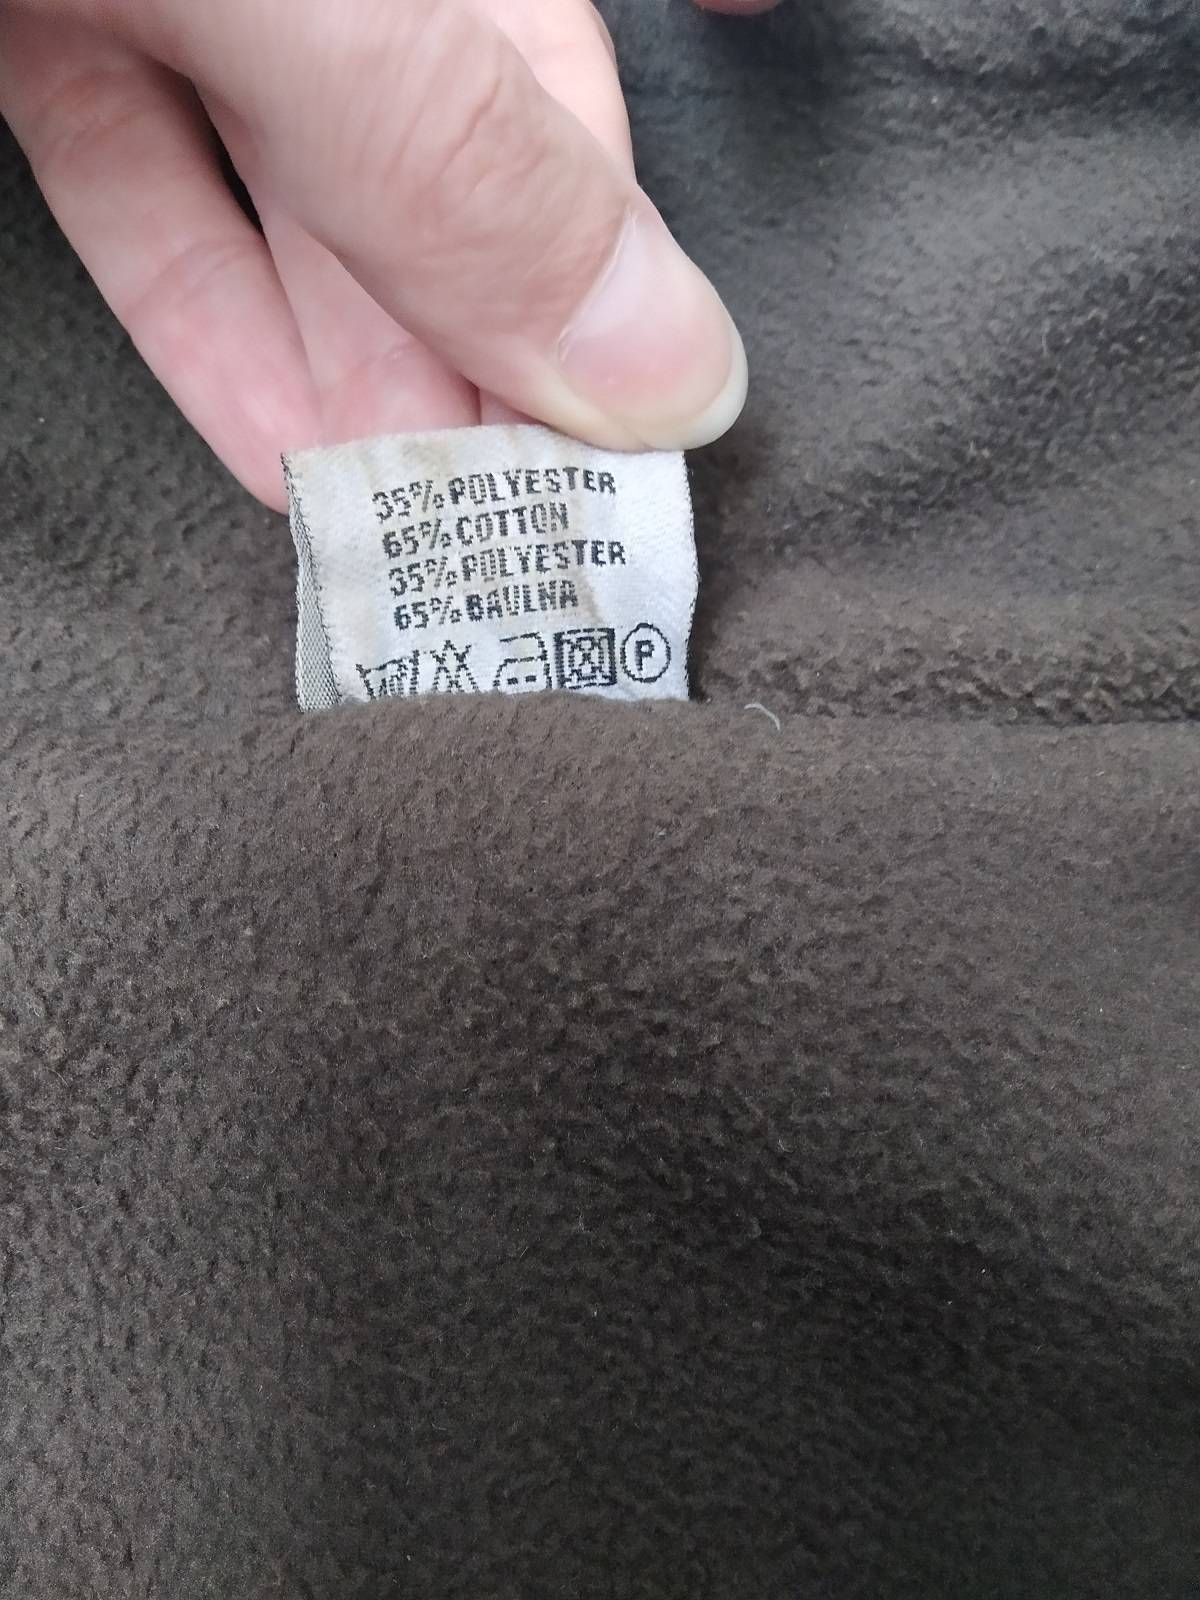 35% POLYESTER
65% COTTON
35% POLYESTER
65% BAULNA
P